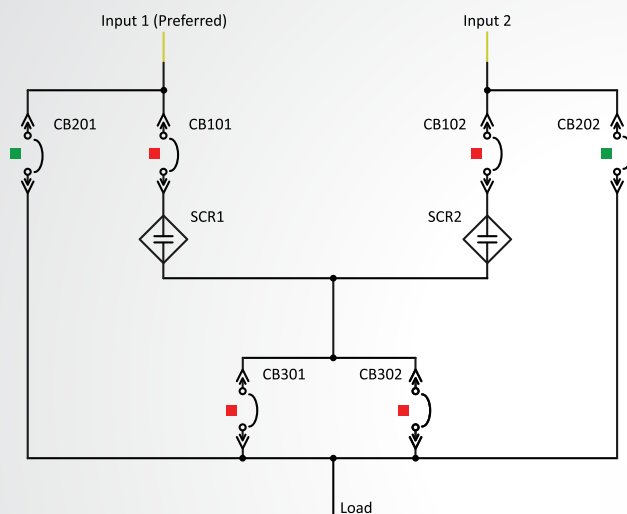 Input 1 (Preferred)
Input 2
CB201
CB101
CB102
CB202
SCR1
SCR2
CB301
CB302
Load